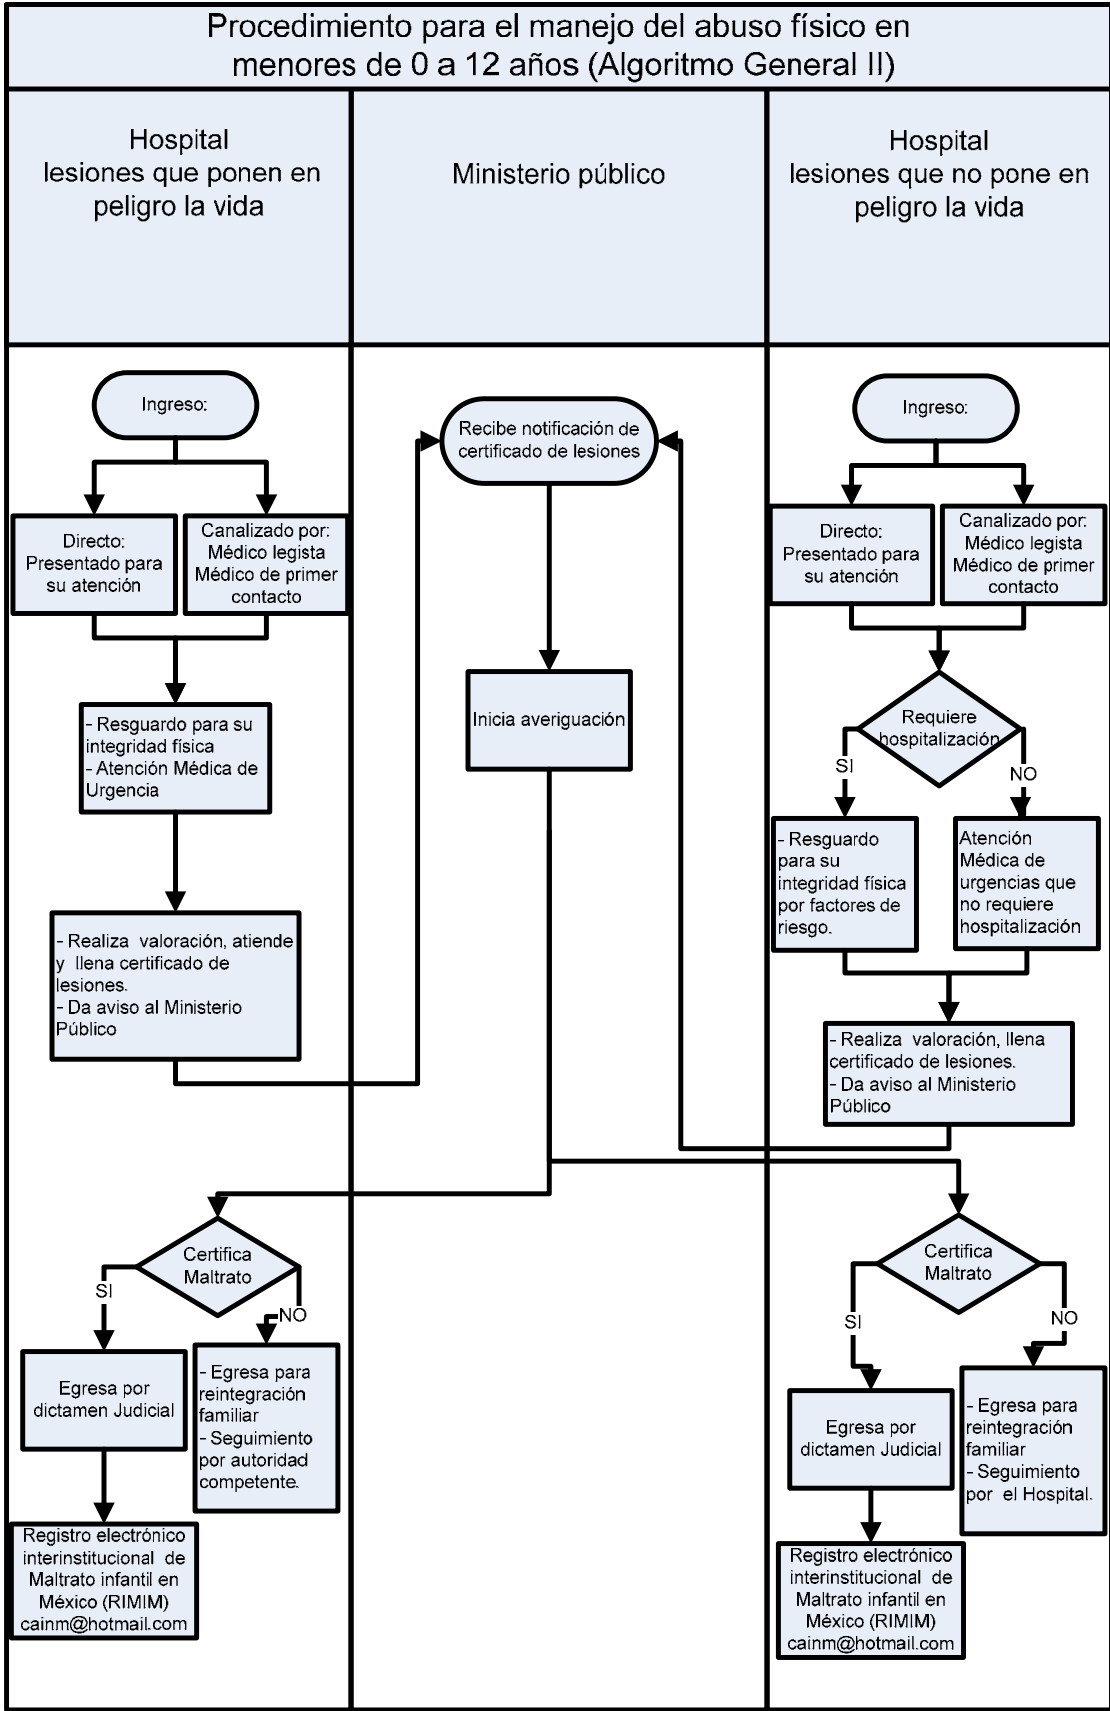 Procedimiento para el manejo del abuso físico en
menores de 0 a 12 años (Algoritmo General II)
Hospital
lesiones que ponen en
peligro la vida
Ministerio público
Hospital
lesiones que no pone en
peligro la vida
Ingreso:
Directo:
Presentado para
su atención
Canalizado por:
Médico legista
Médico de primer
contacto
- Resguardo para su
integridad física
- Atención Médica de
Urgencia
- Realiza valoración, atiende
y llena certificado de
lesiones.
- Da aviso al Ministerio
Público
Certifica
Maltrato
SI
NO
Egresa por
dictamen Judicial
- Egresa para
reintegración
familiar
- Seguimiento
por autoridad
competente.
Registro electrónico
interinstitucional de
Maltrato infantil en
México (RIMIM)
cainm@hotmail.com
Recibe notificación de
certificado de lesiones
Inicia averiguación
Ingreso:
Directo:
Presentado para
su atención
Canalizado por:
Médico legista
Médico de primer
contacto
Requiere
hospitalización
SI
NO
- Resguardo
para su
integridad física
por factores de
riesgo.
Atención
Médica de
urgencias que
no requiere
hospitalización
- Realiza valoración, llena
certificado de lesiones.
- Da aviso al Ministerio
Público
Certifica
Maltrato
SI
NO
Egresa por
dictamen Judicial
- Egresa para
reintegración
familiar
- Seguimiento
por el Hospital.
Registro electrónico
interinstitucional de
Maltrato infantil en
México (RIMIM)
cainm@hotmail.com